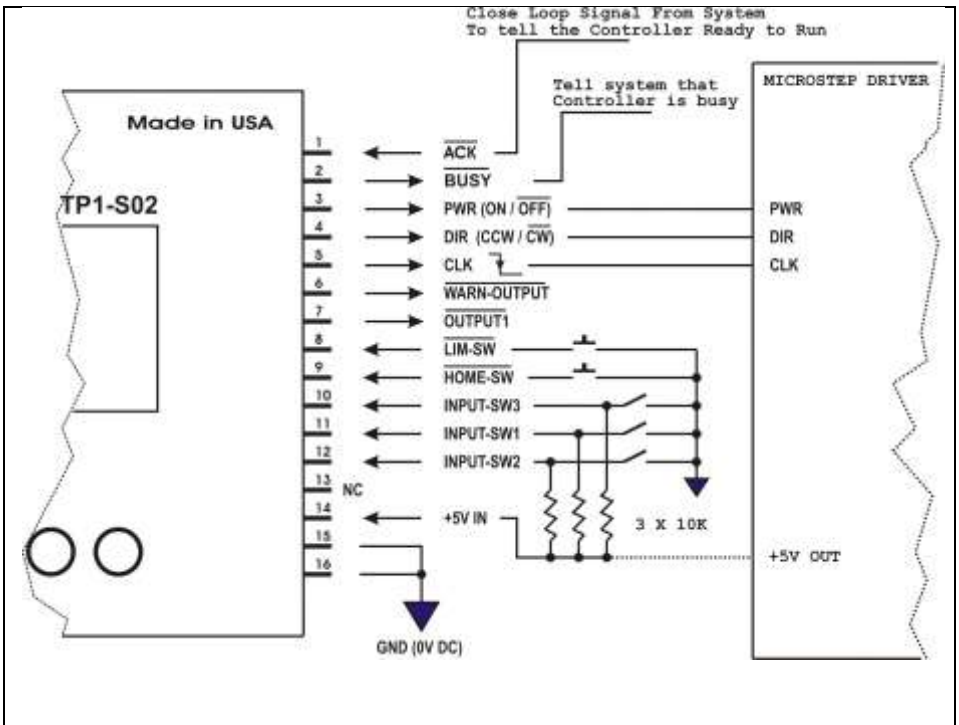 Close Loop Signal From System
To tell the Controller Ready to Run
Tell system that
Controller is busy
MICROSTEP DRIVER
Made in USA
TP1-S02
1 ACK
2 BUSY
3 PWR (ON / OFF) PWR
4 DIR (CCW / CW) DIR
5 CLK CLK
6 WARN-OUTPUT
7 OUTPUT1
8 LIM-SW
9 HOME-SW
10 INPUT-SW3
11 INPUT-SW1
12 INPUT-SW2
13 NC
14 +5V IN
3 X 10K
15
+5V OUT
16
GND (0V DC)